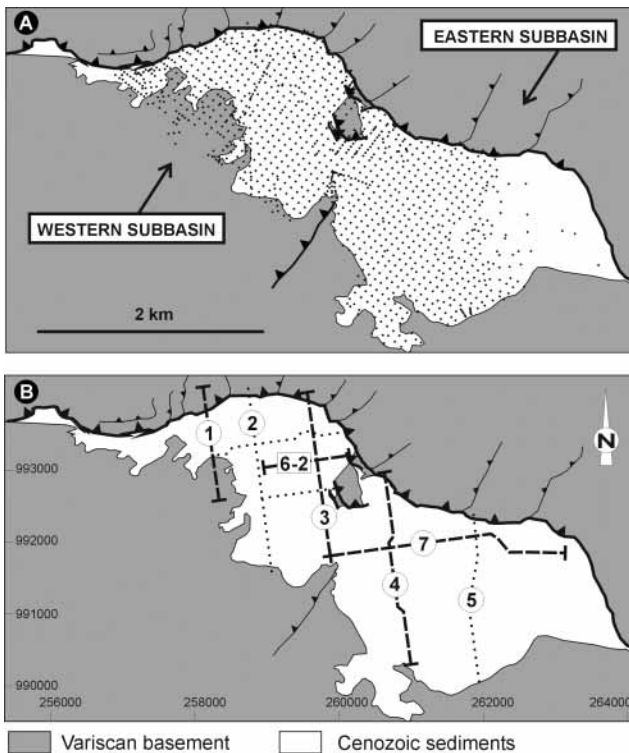 A
EASTERN SUBBASIN
WESTERN SUBBASIN
2 km
B
N
1
2
993000
6-2
3
992000
7
4
5
991000
990000
256000
258000
260000
262000
264000
Variscan basement
Cenozoic sediments